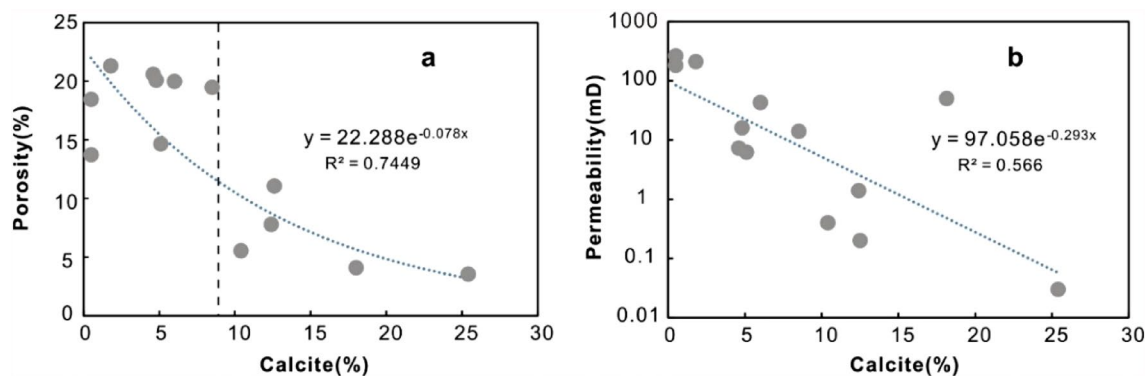 a
Porosity(%)
25
20
15
10
5
0
y = 22.288e^-0.078x
R² = 0.7449
0 5 10 15 20 25 30
Calcite(%)
b
Permeability(mD)
1000
100
10
1
0.1
0.01
y = 97.058e^-0.293x
R² = 0.566
0 5 10 15 20 25 30
Calcite(%)